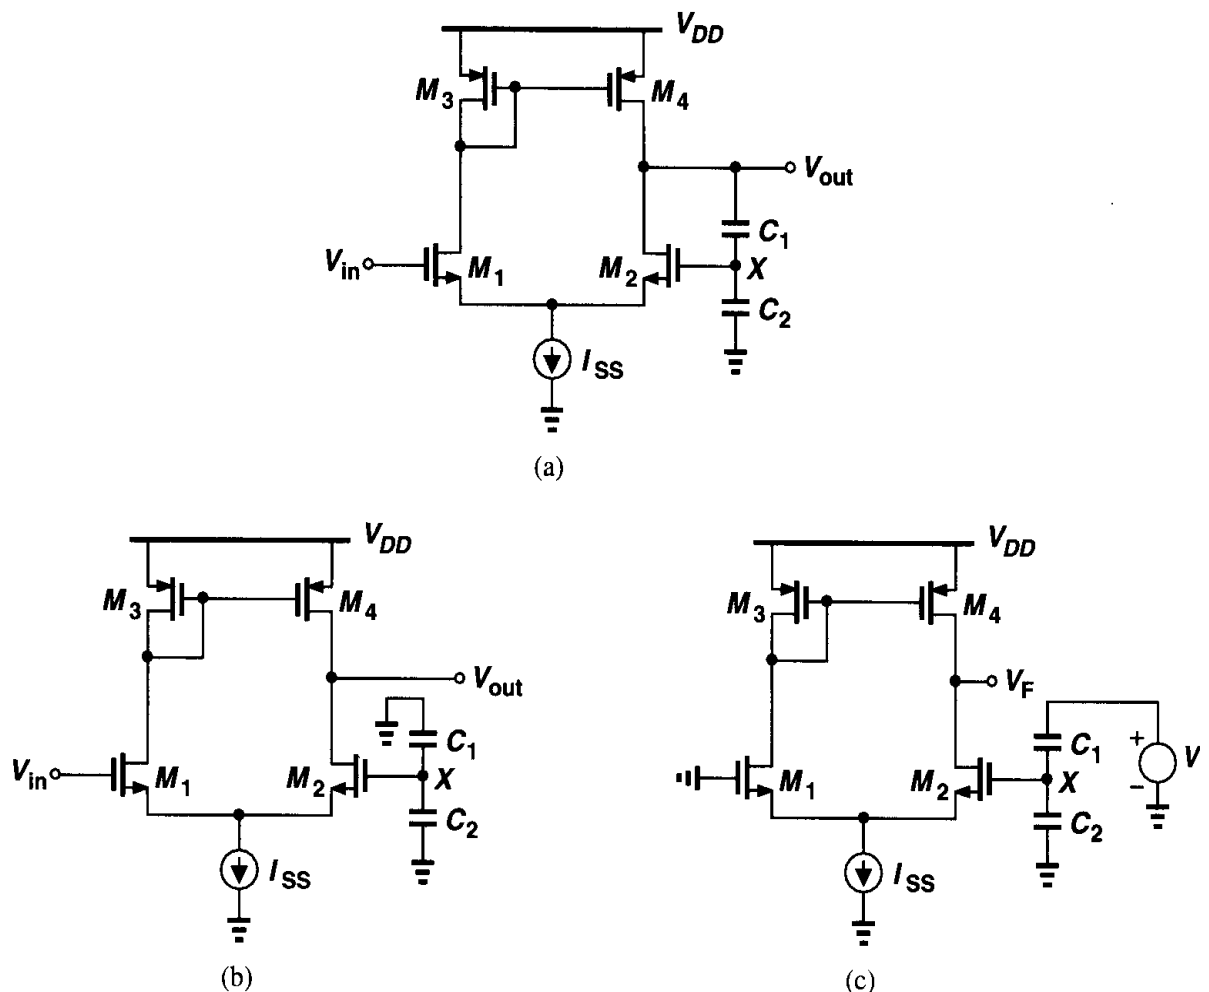 V_DD
M_3
M_4
V_out
C_1
V_in
M_1
M_2
X
C_2
I_SS
(a)
V_DD
M_3
M_4
V_out
C_1
V_in
M_1
M_2
X
C_2
I_SS
(b)
V_DD
M_3
M_4
V_F
C_1
+
V
M_1
M_2
X
−
C_2
I_SS
(c)